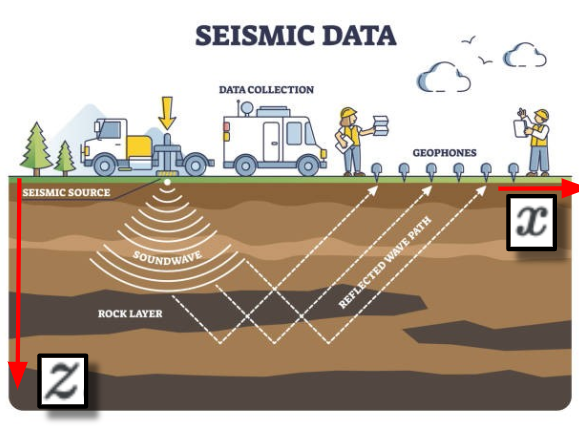 SEISMIC DATA
DATA COLLECTION
GEOPHONES
SEISMIC SOURCE
x
SOUNDWAVE
REFLECTED WAVE PATH
ROCK LAYER
z